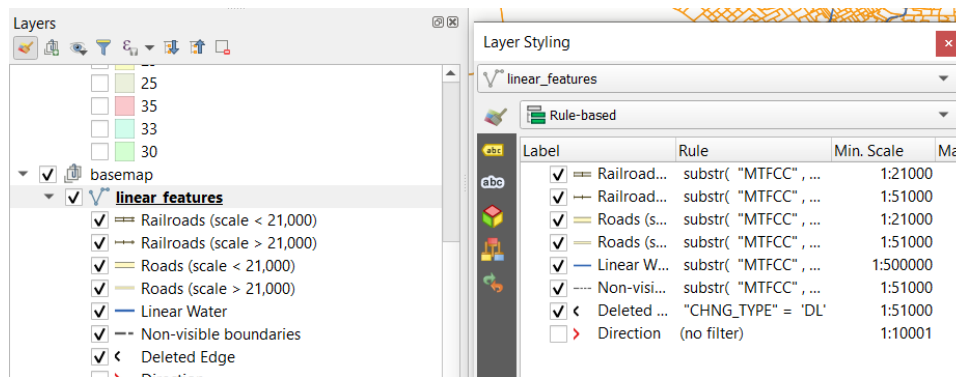 Layers
25
35
33
30
basemap
linear_features
Railroads (scale < 21,000)
Railroads (scale > 21,000)
Roads (scale < 21,000)
Roads (scale > 21,000)
Linear Water
Non-visible boundaries
Deleted Edge
Layer Styling
linear_features
Rule-based
abc
abc
Label Rule Min. Scale Ma
Railroad... substr( "MTFCC" , ... 1:21000
Railroad... substr( "MTFCC" , ... 1:51000
Roads (s... substr( "MTFCC" , ... 1:21000
Roads (s... substr( "MTFCC" , ... 1:51000
Linear W... substr( "MTFCC" , ... 1:500000
Non-visi... substr( "MTFCC" , ... 1:51000
Deleted ... "CHNG_TYPE" = 'DL' 1:51000
Direction (no filter) 1:10001